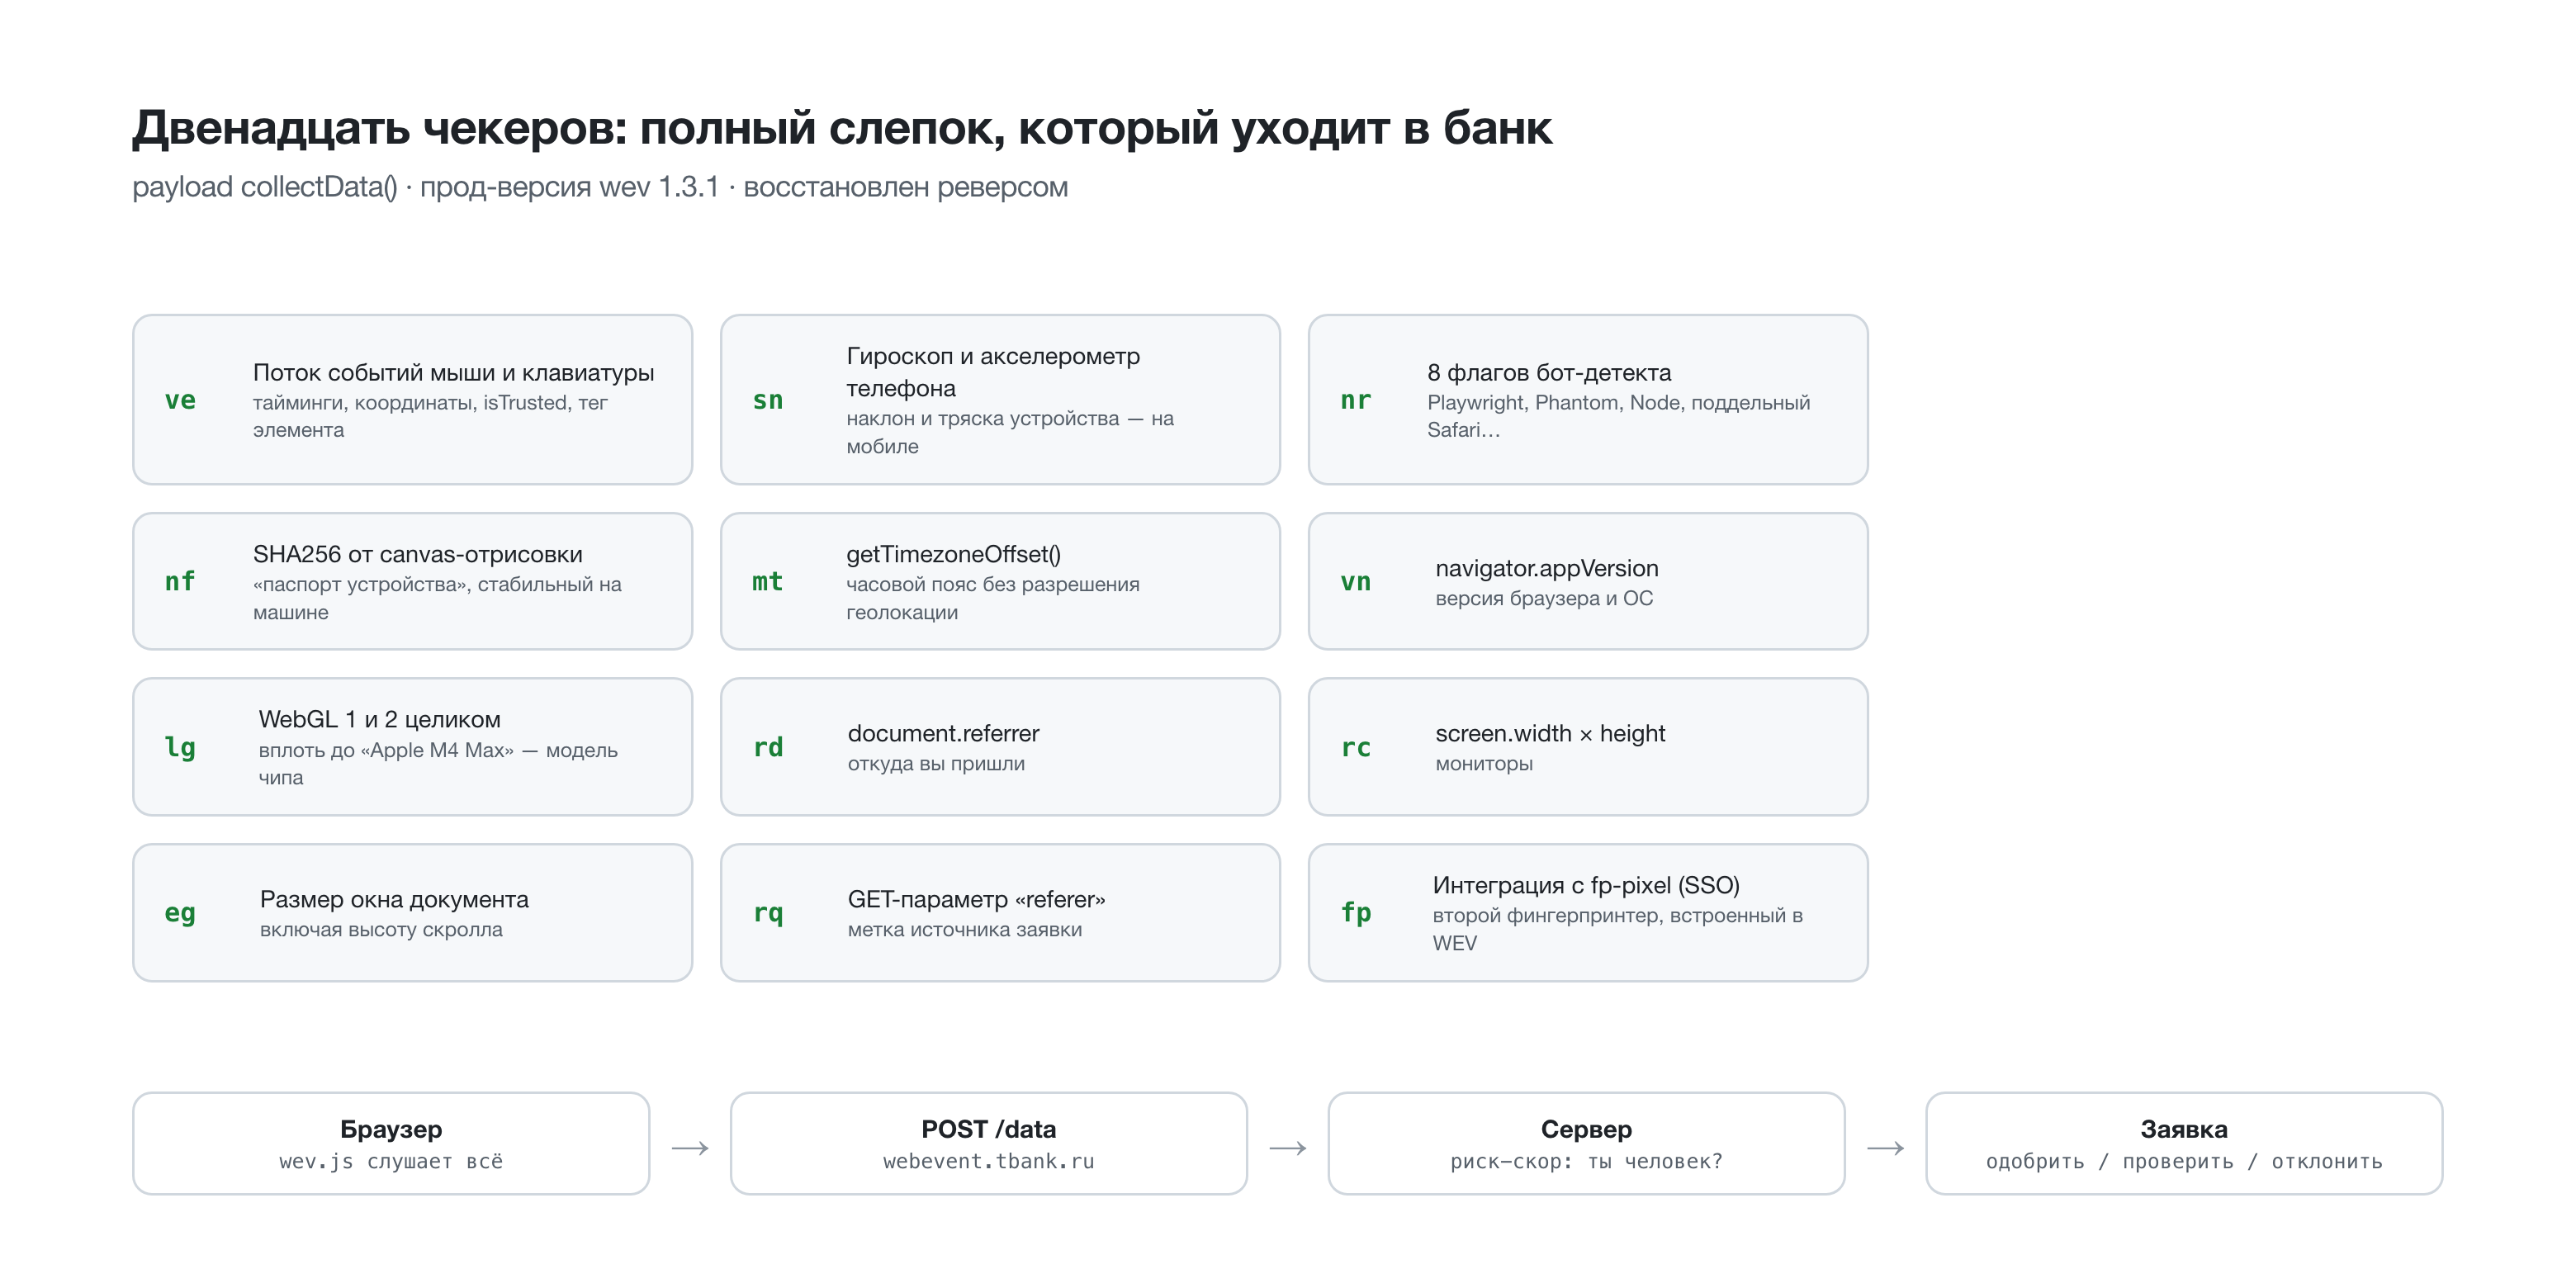 Двенадцать чекеров: полный слепок, который уходит в банк
payload collectData() · прод-версия wev 1.3.1 · восстановлен реверсом
ve
Поток событий мыши и клавиатуры
тайминги, координаты, isTrusted, тег
элемента
sn
Гироскоп и акселерометр
телефона
наклон и тряска устройства — на
мобиле
nr
8 флагов бот-детекта
Playwright, Phantom, Node, поддельный
Safari…
nf
SHA256 от canvas-отрисовки
«паспорт устройства», стабильный на
машине
mt
getTimezoneOffset()
часовой пояс без разрешения
геолокации
vn
navigator.appVersion
версия браузера и ОС
lg
WebGL 1 и 2 целиком
вплоть до «Apple M4 Max» — модель
чипа
rd
document.referrer
откуда вы пришли
rc
screen.width × height
мониторы
eg
Размер окна документа
включая высоту скролла
rq
GET-параметр «referer»
метка источника заявки
fp
Интеграция с fp-pixel (SSO)
второй фингерпринтер, встроенный в
WEV
Браузер
wev.js слушает всё
→
POST /data
webevent.tbank.ru
→
Сервер
риск-скор: ты человек?
→
Заявка
одобрить / проверить / отклонить